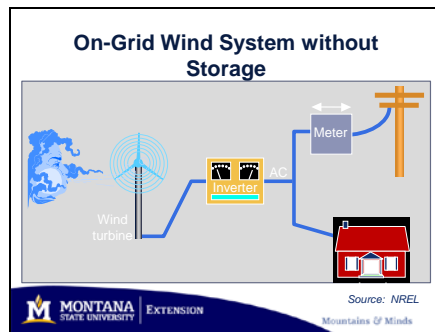 On-Grid Wind System without
Storage
Meter
AC
Inverter
Wind
turbine
Source: NREL
M MONTANA
STATE UNIVERSITY
EXTENSION
Mountains & Minds